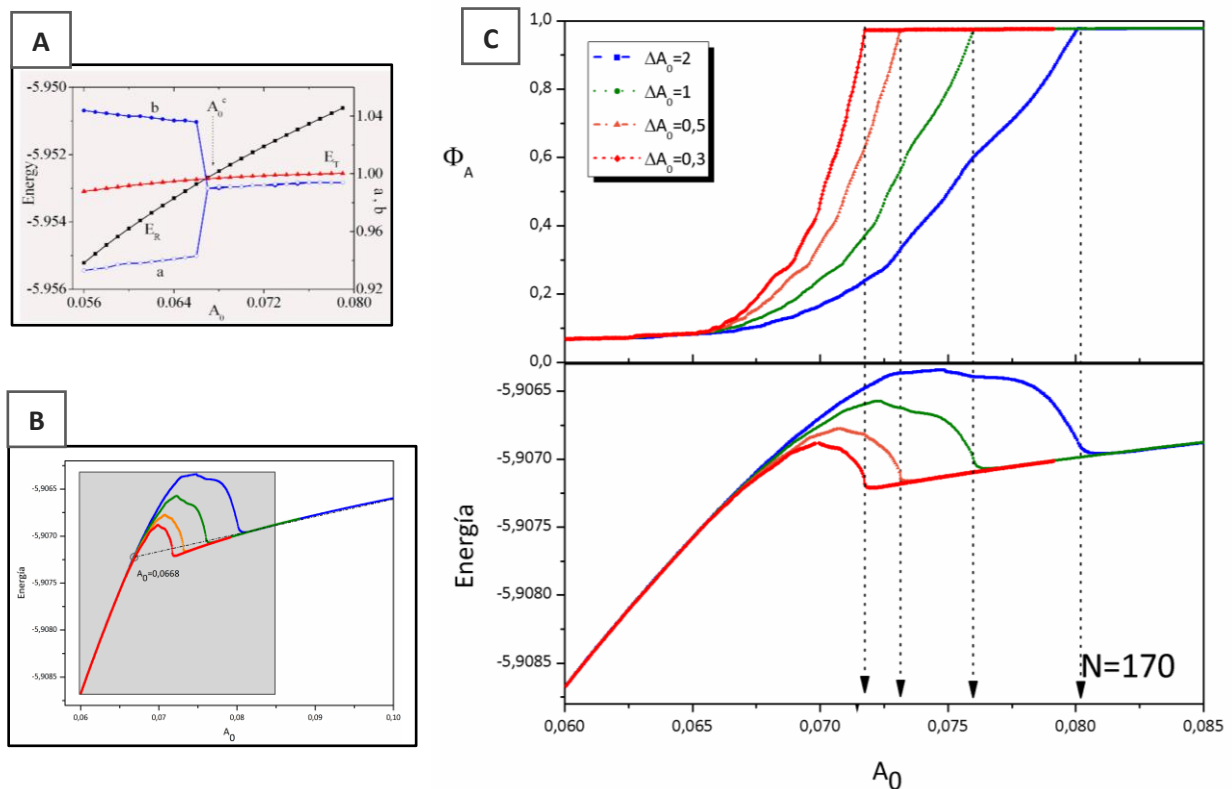 A
-5.950
-5.952
-5.954
-5.956
Energy
b
A₀ᶜ
E_T
E_R
a
1.04
1.00
0.96
0.92
a , b
0.056 0.064 0.072 0.080
A₀
B
-5,9065
-5,9070
-5,9075
-5,9080
-5,9085
Energía
A₀=0,0668
0,06 0,07 0,08 0,09 0,10
A₀
C
1,0
0,8
0,6
0,4
0,2
0,0
Φ_A
ΔA₀=2
ΔA₀=1
ΔA₀=0,5
ΔA₀=0,3
-5,9065
-5,9070
-5,9075
-5,9080
-5,9085
Energía
N=170
0,060 0,065 0,070 0,075 0,080 0,085
A₀